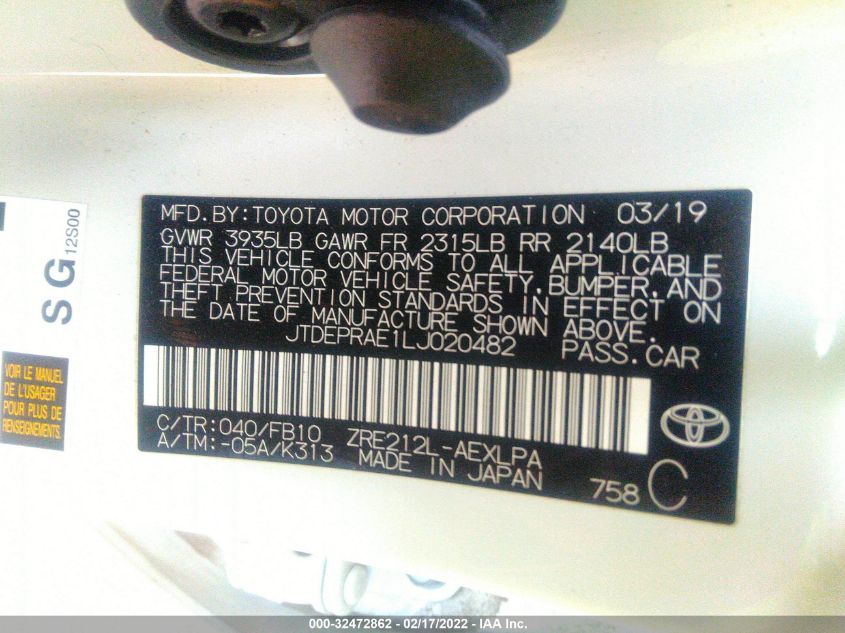 MFD.BY:TOYOTA MOTOR CORPORATION 03/19
GVWR 3935LB GAWR FR 2315LB RR 2140LB
THIS VEHICLE CONFORMS TO ALL APPLICABLE
FEDERAL MOTOR VEHICLE SAFETY,BUMPER,AND
THEFT PREVENTION STANDARDS IN EFFECT ON
THE DATE OF MANUFACTURE SHOWN ABOVE.
JTDEPRAE1LJ020482 PASS.CAR
C/TR:040/FB10 ZRE212L-AEXLPA
A/TM:-05A/K313 MADE IN JAPAN
758 C
SG 12S00
VOIR LE MANUEL
DE L'USAGER
POUR PLUS DE
RENSEIGNEMENTS.
000-32472862 - 02/17/2022 - IAA Inc.